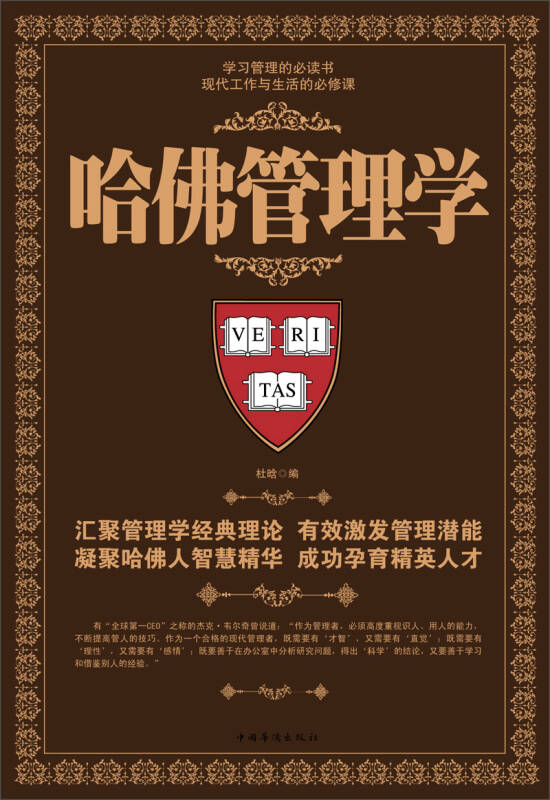 学习管理的必读书
现代工作与生活的必修课
哈佛管理学
VE RI
TAS
杜晗◎编
汇聚管理学经典理论 有效激发管理潜能
凝聚哈佛人智慧精华 成功孕育精英人才
有“全球第一CEO”之称的杰克·韦尔奇曾说道：“作为管理者，必须高度重视识人、用人的能力，
不断提高管人的技巧。作为一个合格的现代管理者，既需要有‘才智’，又需要有‘直觉’；既需要有
‘理性’，又需要有‘感情’；既要善于在办公室中分析研究问题，得出‘科学’的结论，又要善于学习
和借鉴别人的经验。”
中国华侨出版社